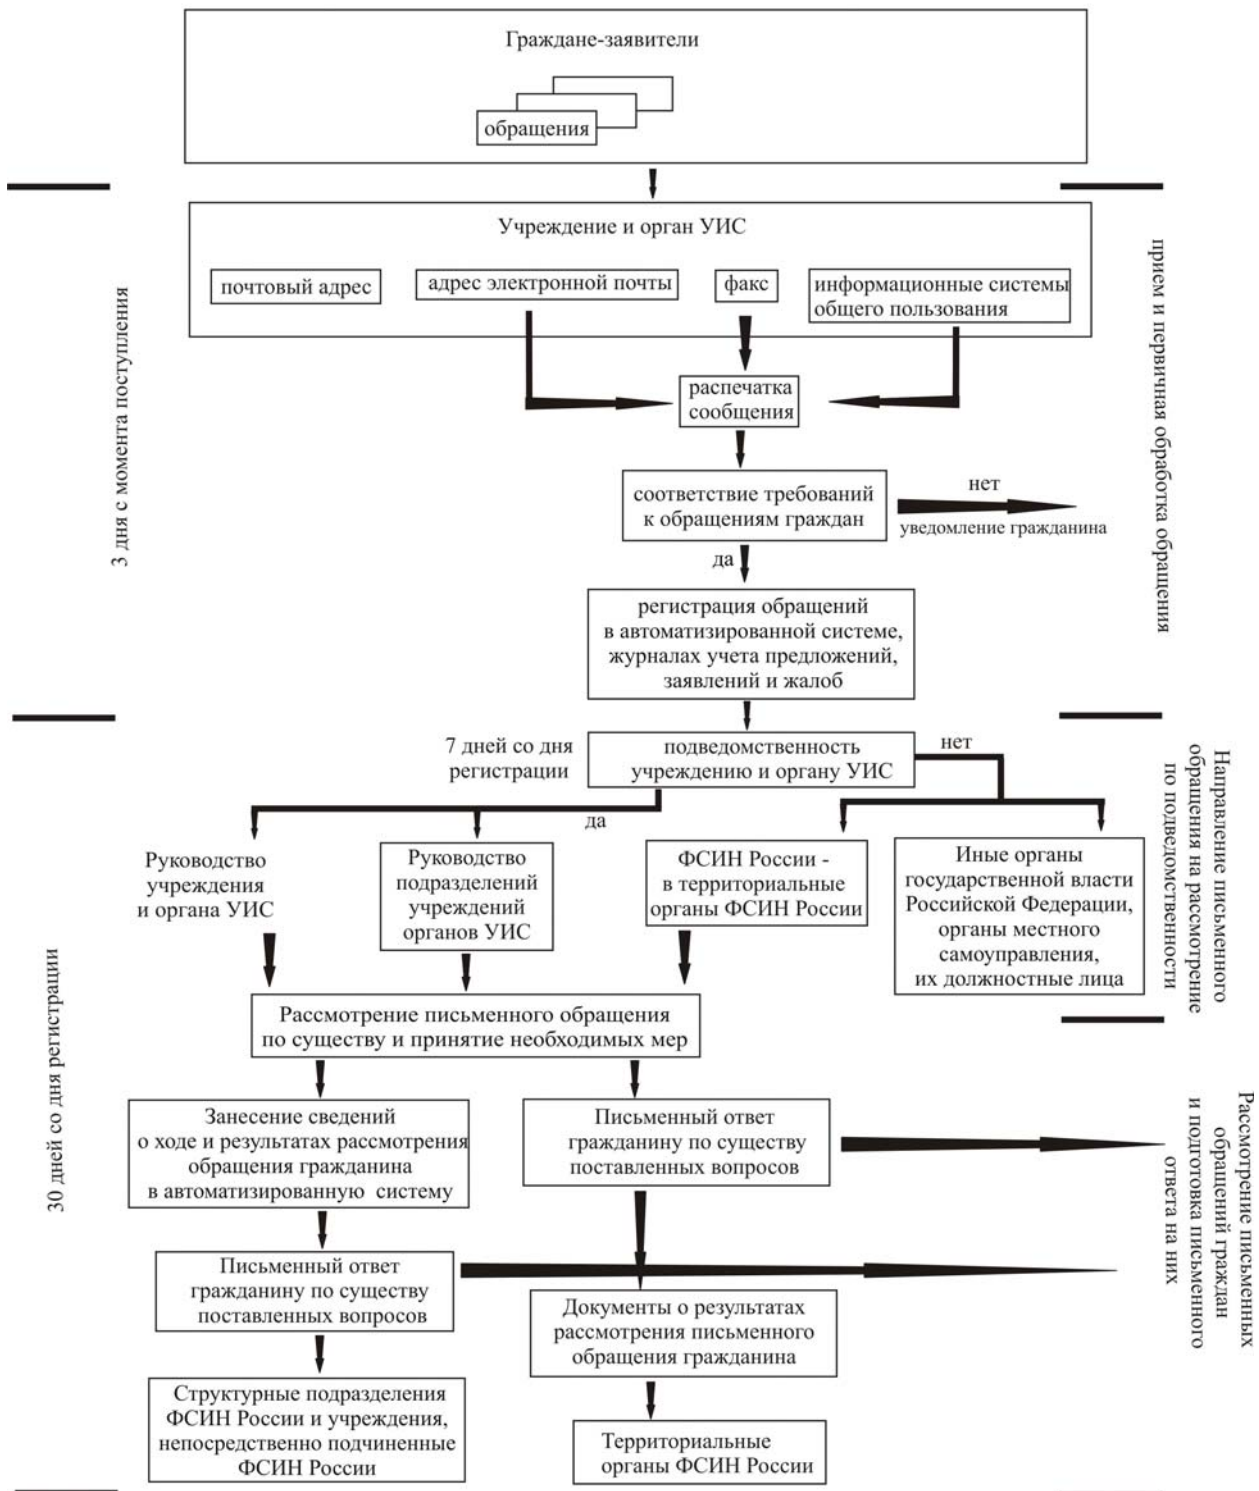 Граждане-заявители
обращения
Учреждение и орган УИС
почтовый адрес
адрес электронной почты
факс
информационные системы
общего пользования
распечатка
сообщения
соответствие требований
к обращениям граждан
нет
уведомление гражданина
да
регистрация обращений
в автоматизированной системе,
журналах учета предложений,
заявлений и жалоб
3 дня с момента поступления
прием и первичная обработка обращения
7 дней со дня
регистрации
подведомственность
учреждению и органу УИС
нет
да
Руководство
учреждения
и органа УИС
Руководство
подразделений
учреждений
органов УИС
ФСИН России -
в территориальные
органы ФСИН России
Иные органы
государственной власти
Российской Федерации,
органы местного
самоуправления,
их должностные лица
Направление письменного
обращения на рассмотрение
по подведомственности
Рассмотрение письменного обращения
по существу и принятие необходимых мер
30 дней со дня регистрации
Занесение сведений
о ходе и результатах рассмотрения
обращения гражданина
в автоматизированную систему
Письменный ответ
гражданину по существу
поставленных вопросов
Рассмотрение письменных
обращений граждан
и подготовка письменного
ответа на них
Письменный ответ
гражданину по существу
поставленных вопросов
Документы о результатах
рассмотрения письменного
обращения гражданина
Структурные подразделения
ФСИН России и учреждения,
непосредственно подчиненные
ФСИН России
Территориальные
органы ФСИН России